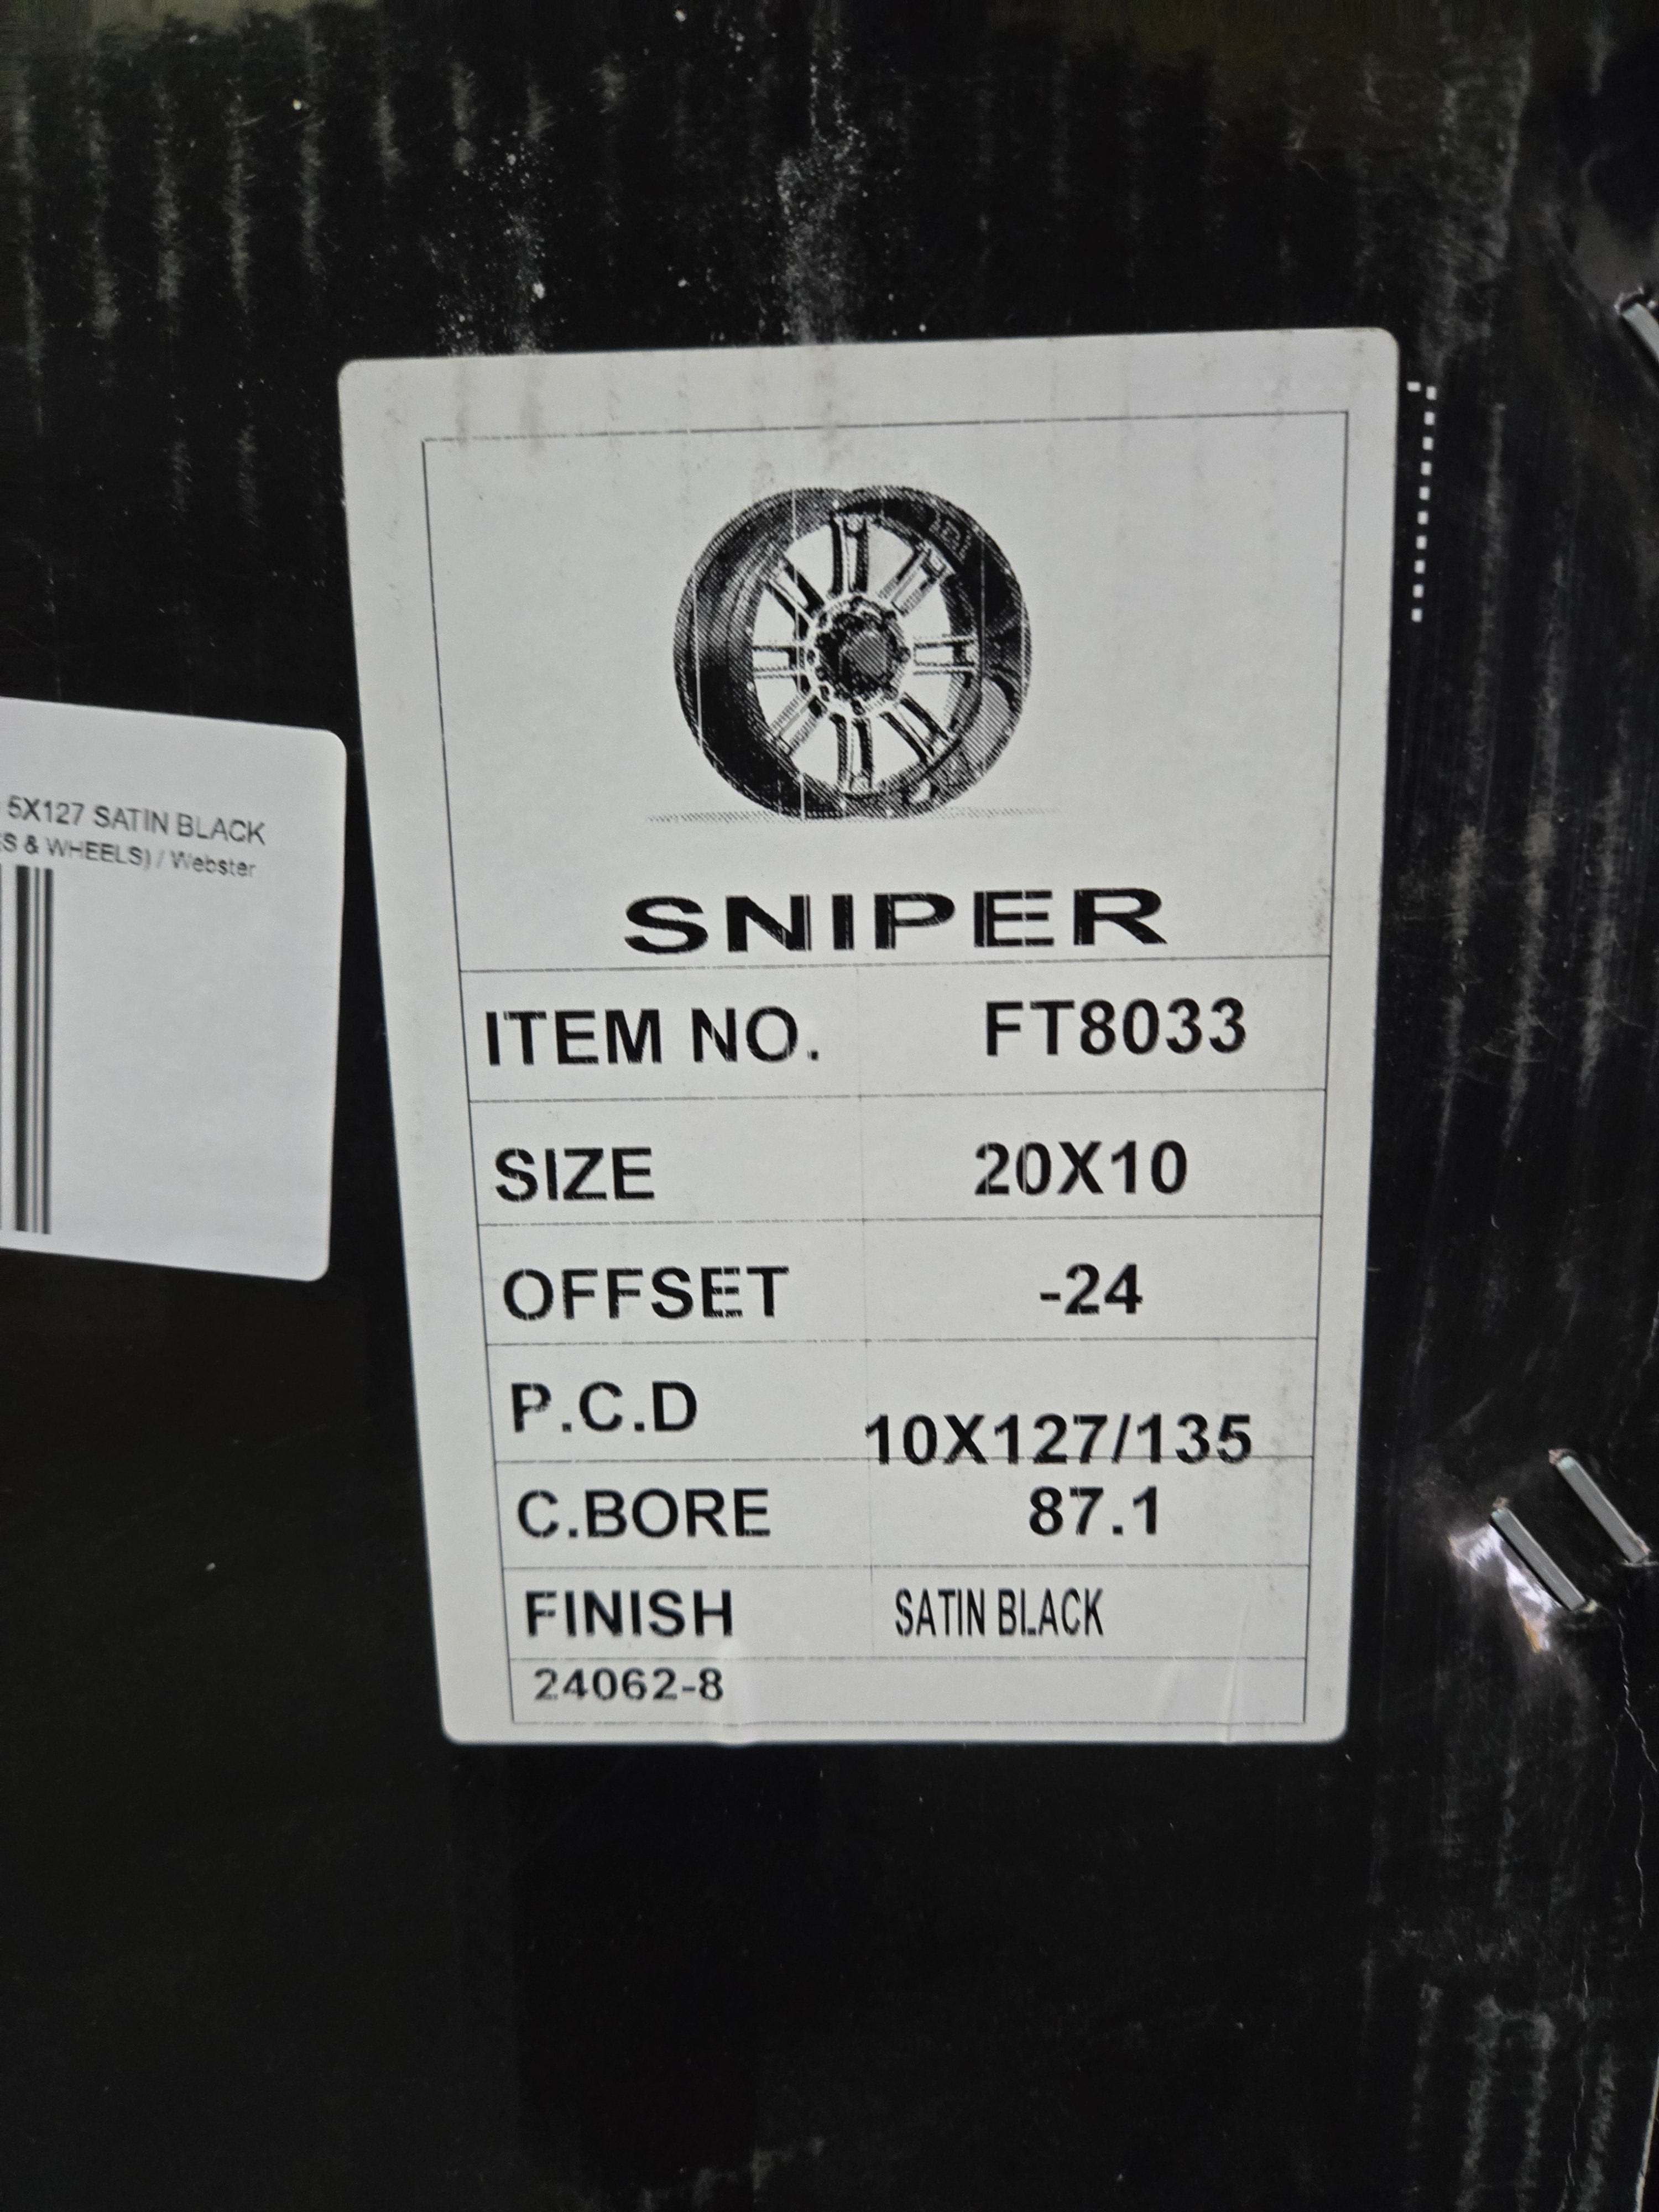 5X127 SATIN BLACK
& WHEELS) / Webster
SNIPER
ITEM NO. FT8033
SIZE 20X10
OFFSET -24
P.C.D 10X127/135
C.BORE 87.1
FINISH SATIN BLACK
24062-8